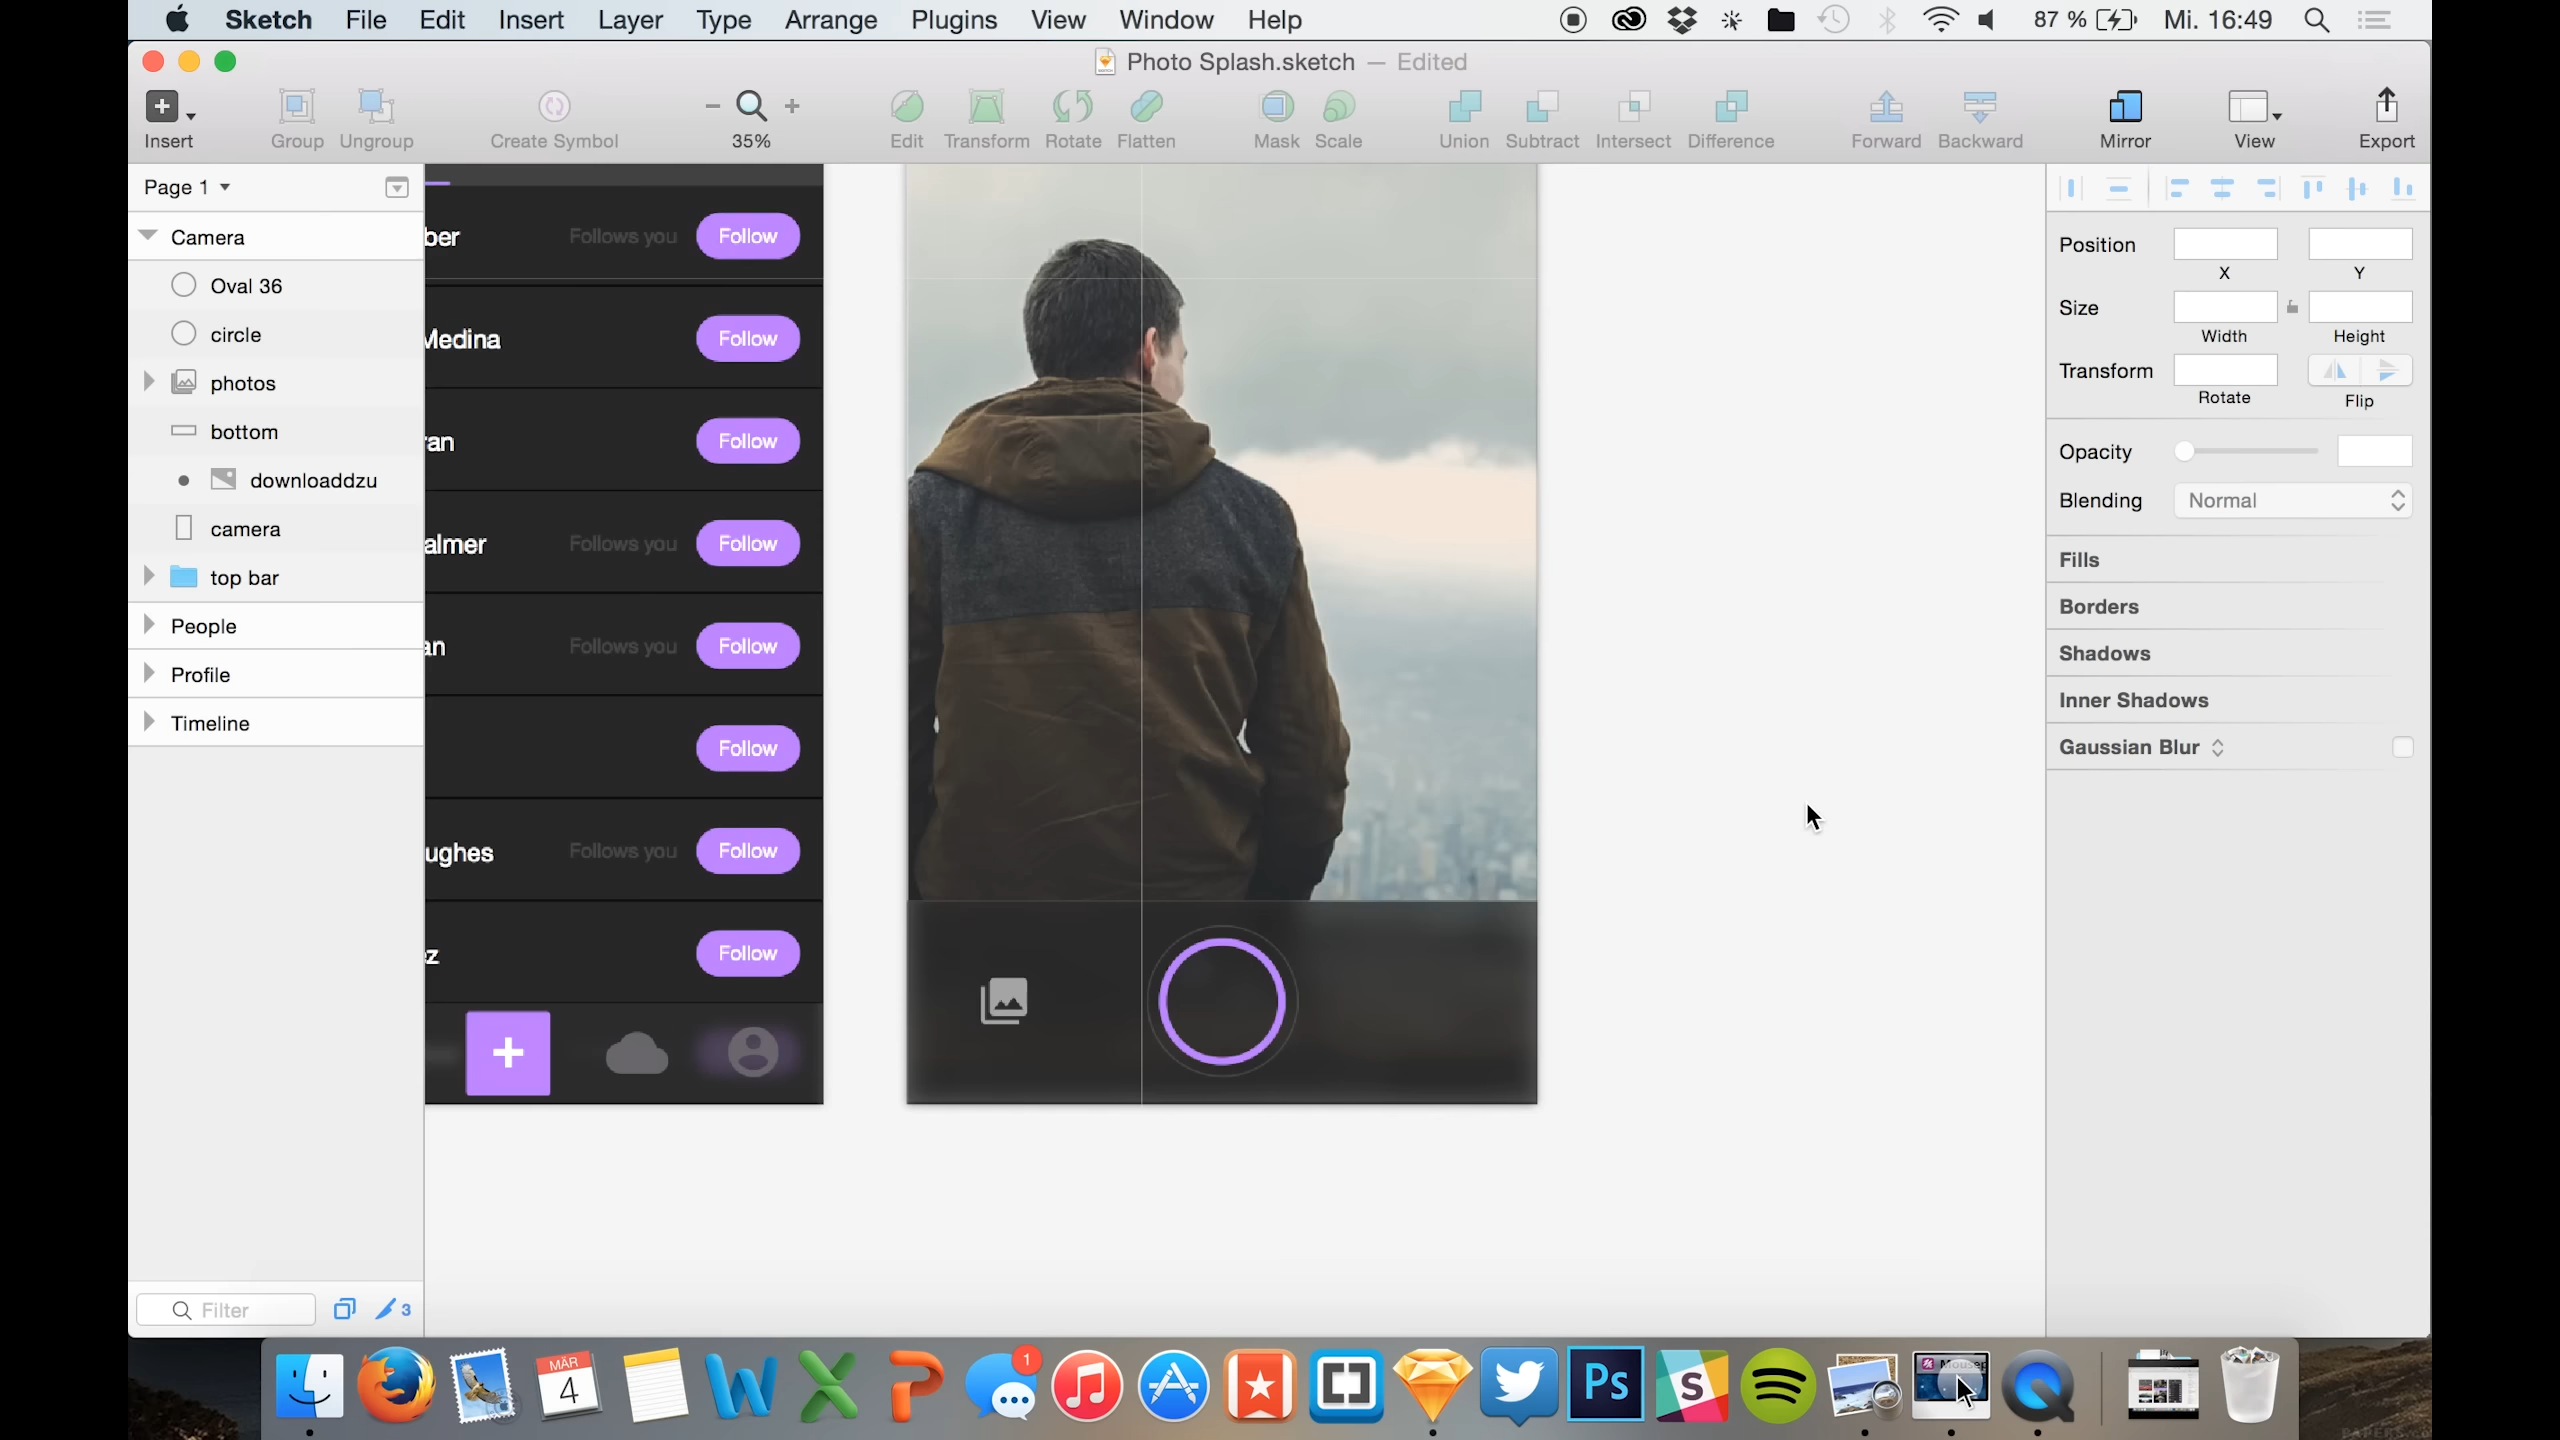 Sketch File Edit Insert Layer Type Arrange Plugins View Window Help 87 % Mi. 16:49
Photo Splash.sketch — Edited
Insert Group Ungroup Create Symbol 35% Edit Transform Rotate Flatten Mask Scale Union Subtract Intersect Difference Forward Backward Mirror View Export
Page 1
Camera
Oval 36
circle
photos
bottom
downloaddzu
camera
top bar
People
Profile
Timeline
Filter 3
ber Follows you Follow
Medina Follow
ran Follow
almer Follows you Follow
an Follows you Follow
Follow
ughes Follows you Follow
z Follow
Position
X Y
Size
Width Height
Transform
Rotate Flip
Opacity
Blending Normal
Fills
Borders
Shadows
Inner Shadows
Gaussian Blur
MÄR
4
1
Ps
S